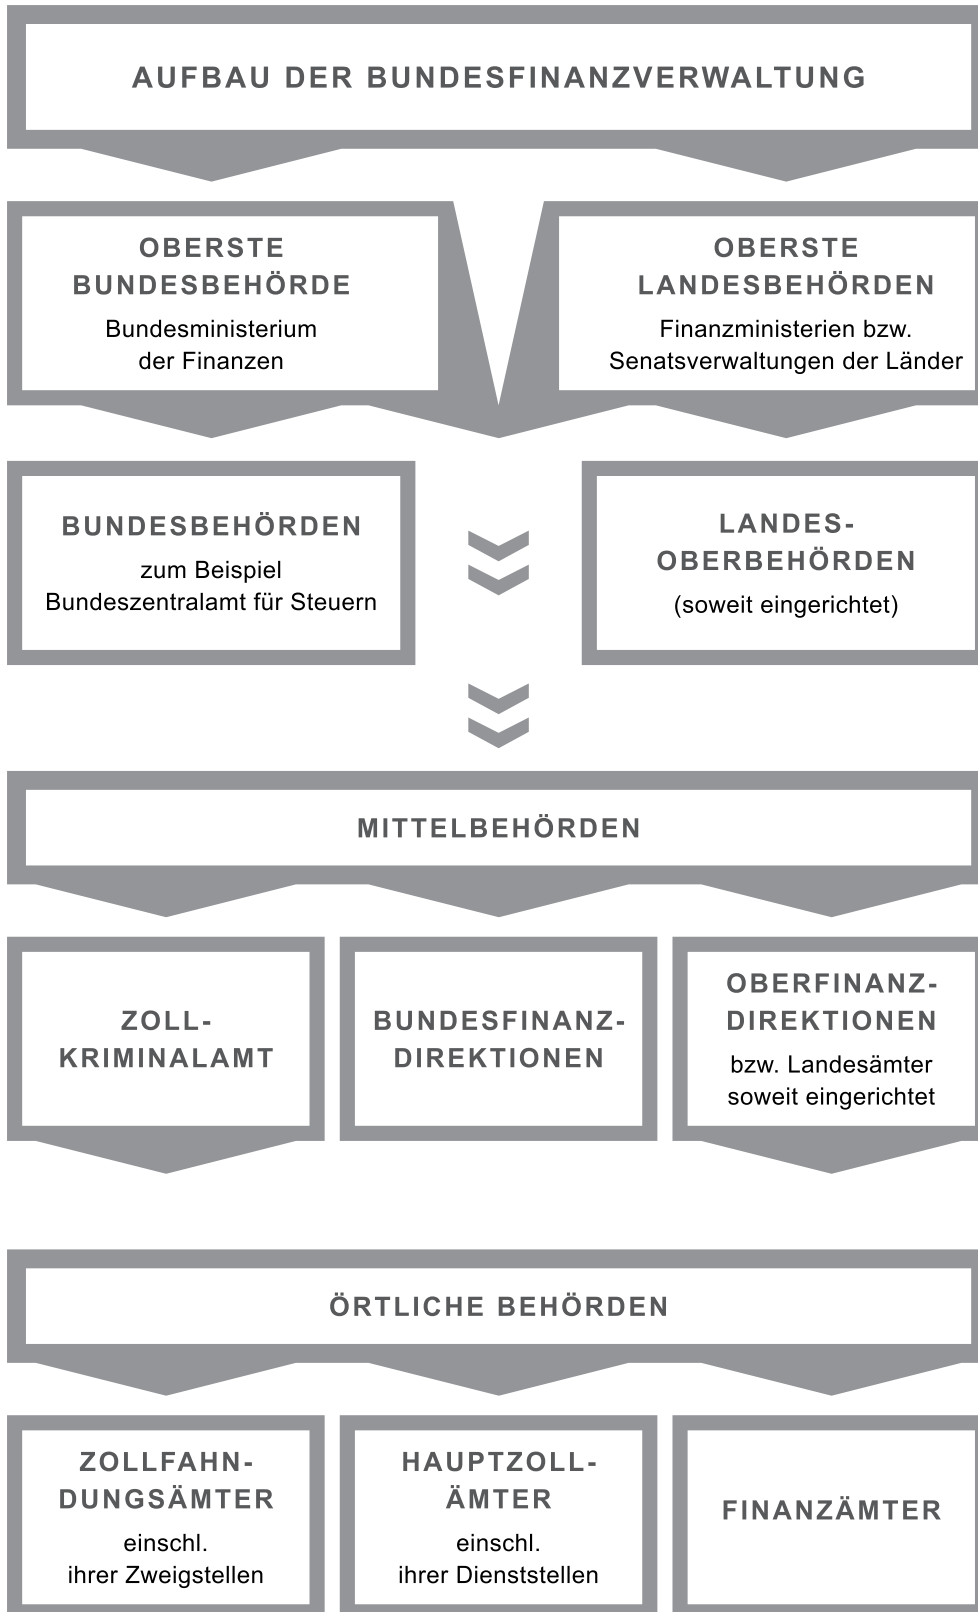 AUFBAU DER BUNDESFINANZVERWALTUNG
OBERSTE
BUNDESBEHÖRDE
Bundesministerium
der Finanzen
OBERSTE
LANDESBEHÖRDEN
Finanzministerien bzw.
Senatsverwaltungen der Länder
BUNDESBEHÖRDEN
zum Beispiel
Bundeszentralamt für Steuern
LANDES-
OBERBEHÖRDEN
(soweit eingerichtet)
MITTELBEHÖRDEN
ZOLL-
KRIMINALAMT
BUNDESFINANZ-
DIREKTIONEN
OBERFINANZ-
DIREKTIONEN
bzw. Landesämter
soweit eingerichtet
ÖRTLICHE BEHÖRDEN
ZOLLFAHN-
DUNGSÄMTER
einschl.
ihrer Zweigstellen
HAUPTZOLL-
ÄMTER
einschl.
ihrer Dienststellen
FINANZÄMTER